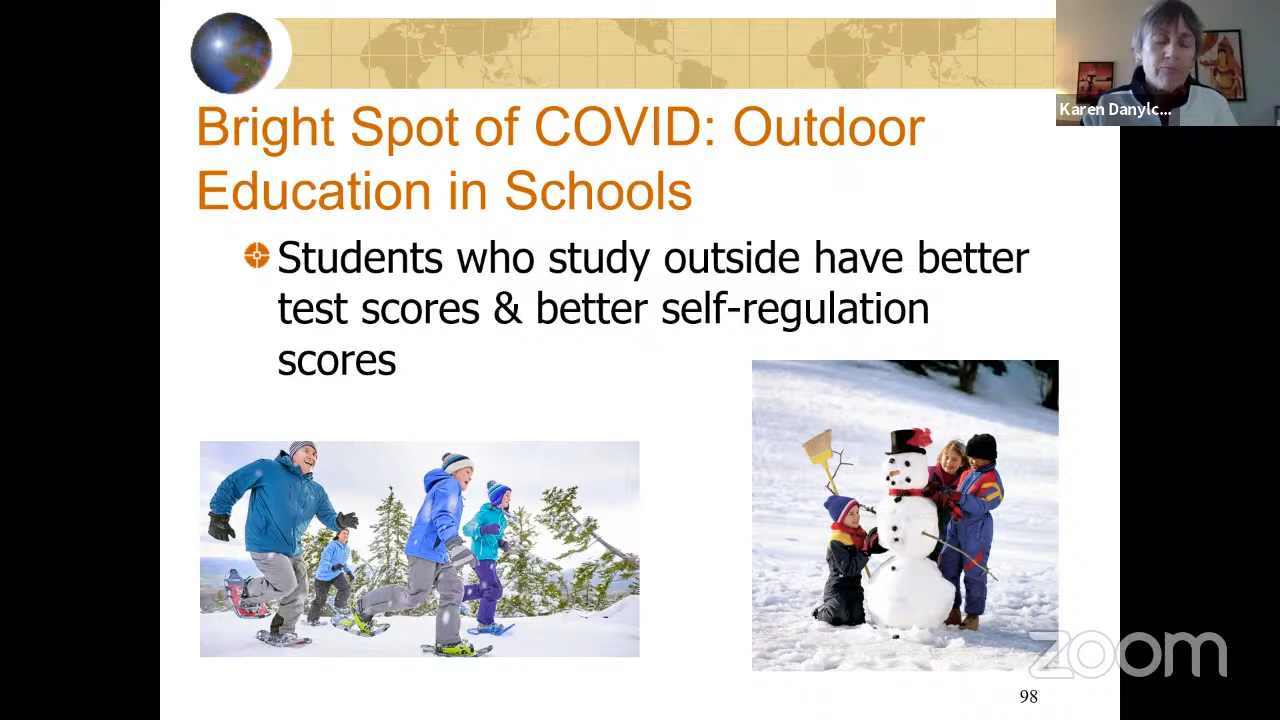 Karen Danylc...
Bright Spot of COVID: Outdoor
Education in Schools
Students who study outside have better
test scores & better self-regulation
scores
zoom
98